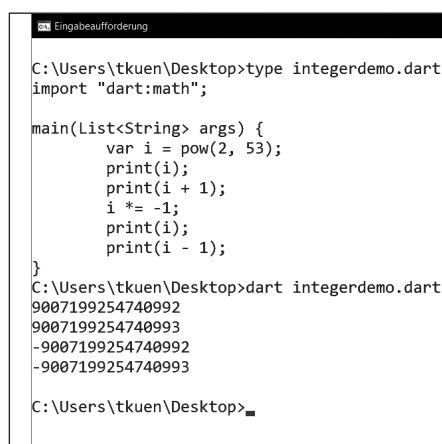 Eingabeaufforderung
C:\Users\tkuen\Desktop>type integerdemo.dart
import "dart:math";
main(List<String> args) {
var i = pow(2, 53);
print(i);
print(i + 1);
i *= -1;
print(i);
print(i - 1);
}
C:\Users\tkuen\Desktop>dart integerdemo.dart
9007199254740992
9007199254740993
-9007199254740992
-9007199254740993
C:\Users\tkuen\Desktop>